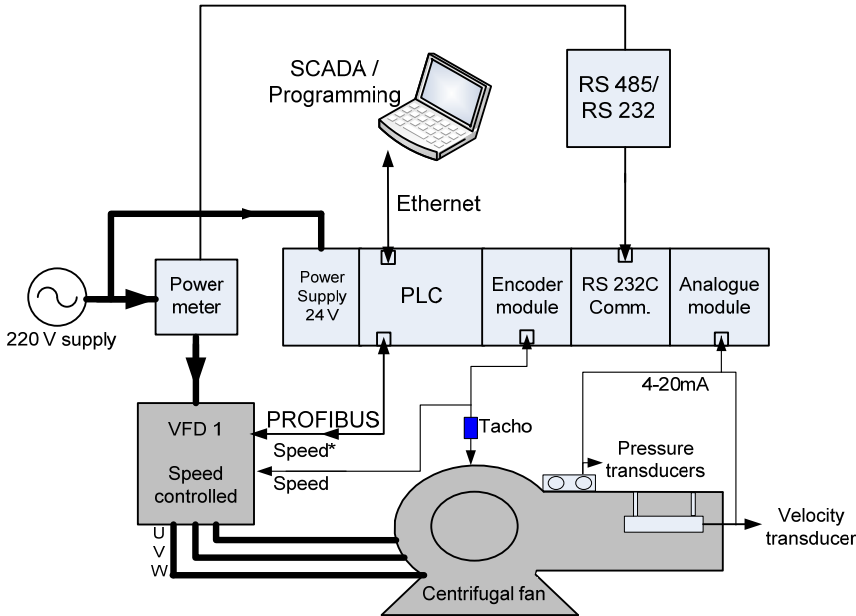 SCADA /
Programming
RS 485/
RS 232
Ethernet
Power
meter
220 V supply
Power
Supply
24 V
PLC
Encoder
module
RS 232C
Comm.
Analogue
module
4-20mA
VFD 1
Speed
controlled
PROFIBUS
Speed*
Speed
Tacho
Pressure
transducers
Velocity
transducer
U
V
W
Centrifugal fan